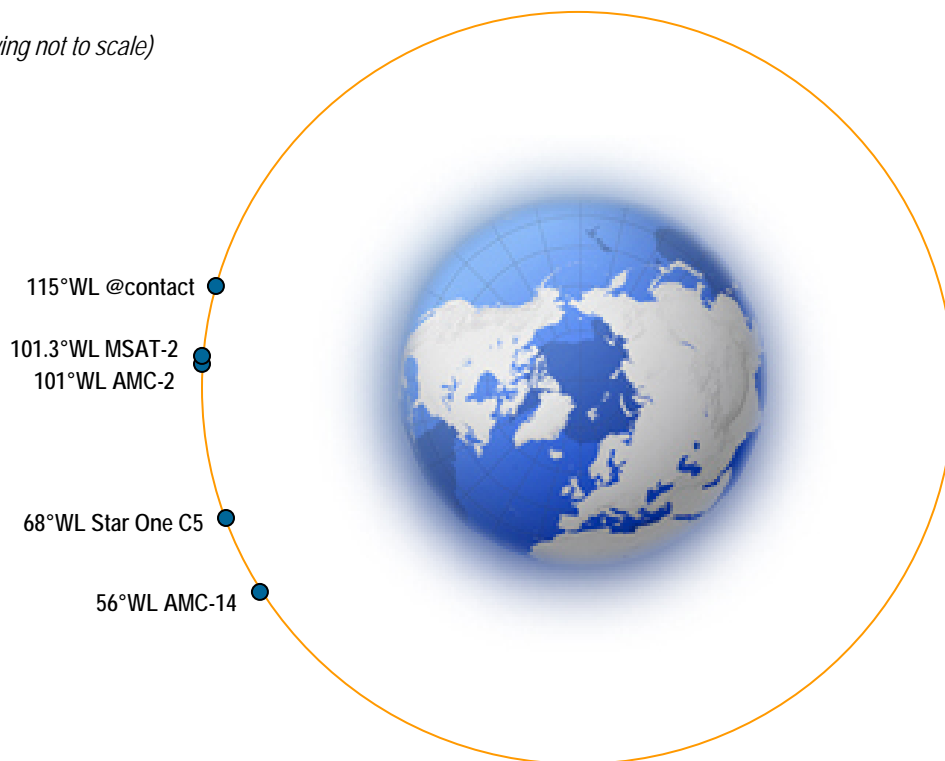 ing not to scale)
115°WL @contact
101.3°WL MSAT-2
101°WL AMC-2
68°WL Star One C5
56°WL AMC-14